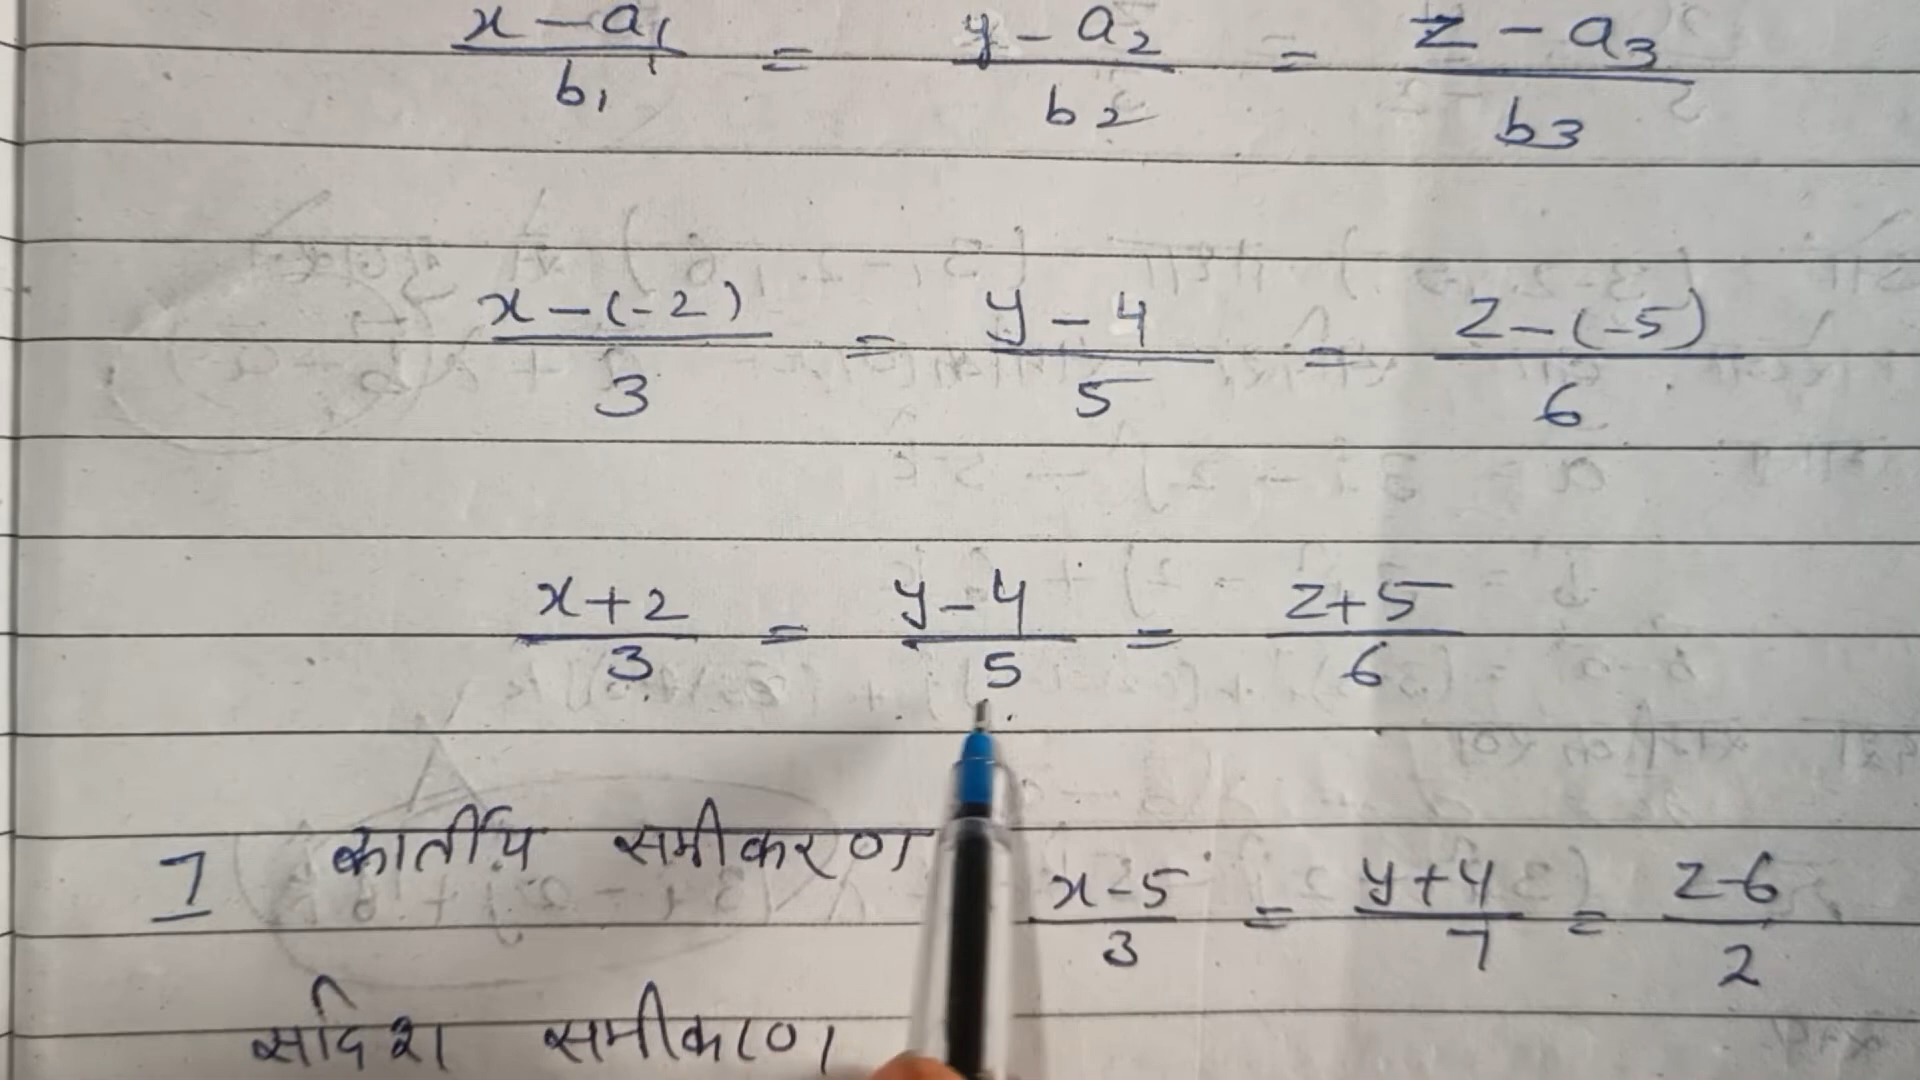 x - a₁ / b₁ = y - a₂ / b₂ = z - a₃ / b₃
x - (-2) / 3 = y - 4 / 5 = z - (-5) / 6
x + 2 / 3 = y - 4 / 5 = z + 5 / 6
7 कार्तीय समीकरण x - 5 / 3 = y + 4 / 7 = z - 6 / 2
सदिश समीकरण